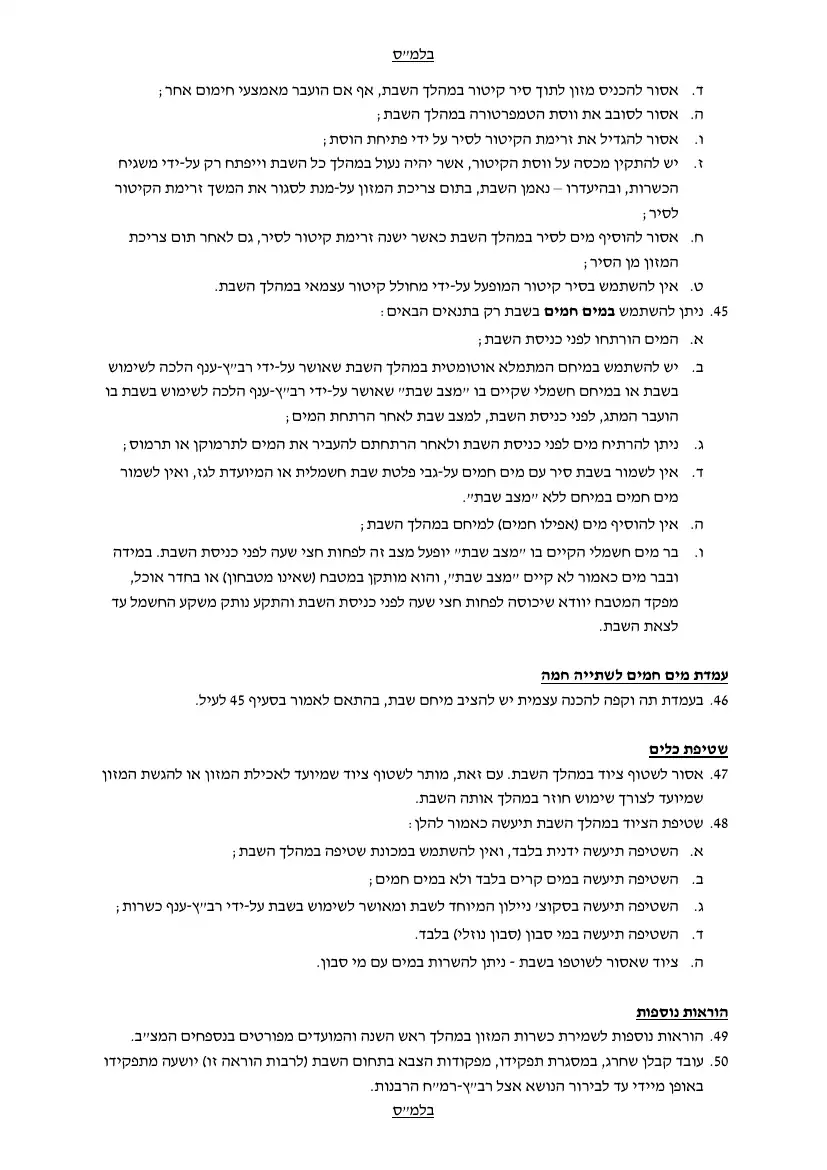 בלמ״ס
ד. אסור להכניס מזון לתוך סיר קיטור במהלך השבת, אף אם הועבר מאמצעי חימום אחר;
ה. אסור לסובב את ווסת הטמפרטורה במהלך השבת;
ו. אסור להגדיל את זרימת הקיטור לסיר על ידי פתיחת הוסת;
ז. יש להתקין מכסה על ווסת הקיטור, אשר יהיה נעול במהלך כל השבת וייפתח רק על-ידי משגיח
הכשרות, ובהיעדרו – נאמן השבת, בתום צריכת המזון על-מנת לסגור את המשך זרימת הקיטור
לסיר;
ח. אסור להוסיף מים לסיר במהלך השבת כאשר ישנה זרימת קיטור לסיר, גם לאחר תום צריכת
המזון מן הסיר;
ט. אין להשתמש בסיר קיטור המופעל על-ידי מחולל קיטור עצמאי במהלך השבת.
45. ניתן להשתמש במים חמים בשבת רק בתנאים הבאים:
א. המים הורתחו לפני כניסת השבת;
ב. יש להשתמש במיחם המתמלא אוטומטית במהלך השבת שאושר על-ידי רב״ץ-ענף הלכה לשימוש
בשבת או במיחם חשמלי שקיים בו ״מצב שבת״ שאושר על-ידי רב״ץ-ענף הלכה לשימוש בשבת בו
הועבר המתג, לפני כניסת השבת, למצב שבת לאחר הרתחת המים;
ג. ניתן להרתיח מים לפני כניסת השבת ולאחר הרתחתם להעביר את המים לתרמוקן או תרמוס;
ד. אין לשמור בשבת סיר עם מים חמים על-גבי פלטת שבת חשמלית או המיועדת לגז, ואין לשמור
מים חמים במיחם ללא ״מצב שבת״.
ה. אין להוסיף מים (אפילו חמים) למיחם במהלך השבת;
ו. בר מים חשמלי הקיים בו ״מצב שבת״ יופעל מצב זה לפחות חצי שעה לפני כניסת השבת. במידה
ובבר מים כאמור לא קיים ״מצב שבת״, והוא מותקן במטבח (שאינו מטבחון) או בחדר אוכל,
מפקד המטבח יוודא שיכוסה לפחות חצי שעה לפני כניסת השבת והתקע נותק משקע החשמל עד
לצאת השבת.
עמדת מים חמים לשתייה חמה
46. בעמדת תה וקפה להכנה עצמית יש להציב מיחם שבת, בהתאם לאמור בסעיף 45 לעיל.
שטיפת כלים
47. אסור לשטוף ציוד במהלך השבת. עם זאת, מותר לשטוף ציוד שמיועד לאכילת המזון או להגשת המזון
שמיועד לצורך שימוש חוזר במהלך אותה השבת.
48. שטיפת הציוד במהלך השבת תיעשה כאמור להלן:
א. השטיפה תיעשה ידנית בלבד, ואין להשתמש במכונת שטיפה במהלך השבת;
ב. השטיפה תיעשה במים קרים בלבד ולא במים חמים;
ג. השטיפה תיעשה בסקוצ׳ ניילון המיוחד לשבת ומאושר לשימוש בשבת על-ידי רב״ץ-ענף כשרות;
ד. השטיפה תיעשה במי סבון (סבון נוזלי) בלבד.
ה. ציוד שאסור לשוטפו בשבת - ניתן להשרות במים עם מי סבון.
הוראות נוספות
49. הוראות נוספות לשמירת כשרות המזון במהלך ראש השנה והמועדים מפורטים בנספחים המצ״ב.
50. עובד קבלן שחרג, במסגרת תפקידו, מפקודות הצבא בתחום השבת (לרבות הוראה זו) יושעה מתפקידו
באופן מיידי עד לבירור הנושא אצל רב״ץ-רמ״ח הרבנות.
בלמ״ס